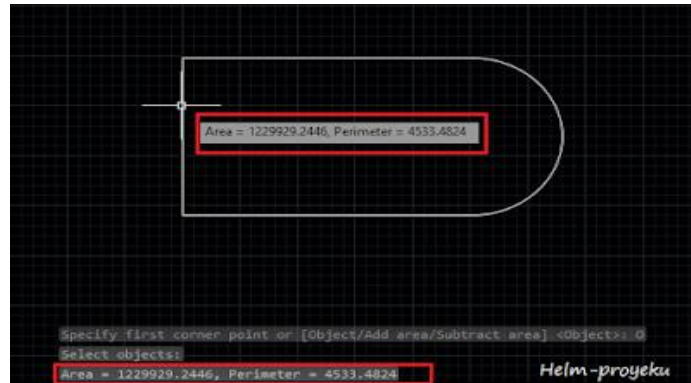 Area = 1229929.2446, Perimeter = 4533.4824
Specify first corner point or [Object/Add area/Subtract area] <Object>: O
Select objects:
Area = 1229929.2446, Perimeter = 4533.4824
Helm-proyeku